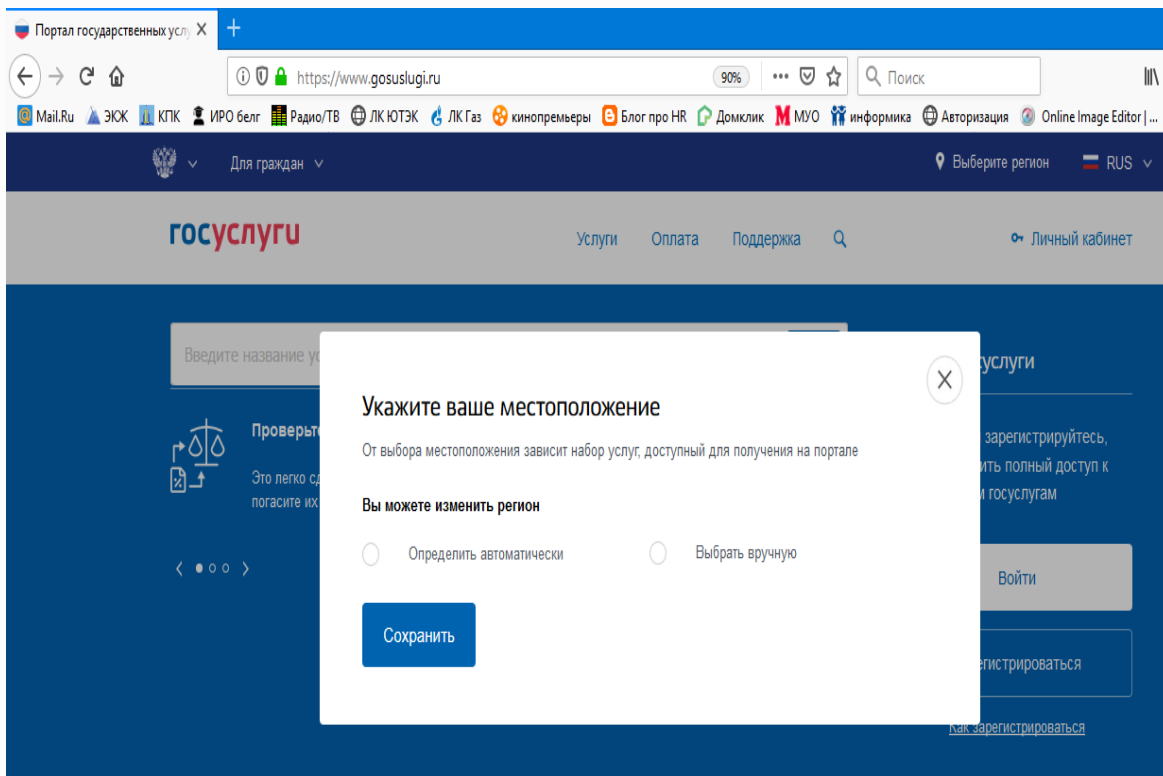 Портал государственных услу
https://www.gosuslugi.ru
90%
Поиск
Mail.Ru ЭКЖ КПК ИРО белг Радио/ТВ ЛК ЮТЭК ЛК Газ кинопремьеры Блог про HR Домклик МУО информика Авторизация Online Image Editor | ...
Для граждан
Выберите регион
RUS
госуслуги
Услуги Оплата Поддержка
Личный кабинет
Введите название ус
Проверьте
Это легко сд
погасите их
Укажите ваше местоположение
От выбора местоположения зависит набор услуг, доступный для получения на портале
Вы можете изменить регион
Определить автоматически
Выбрать вручную
Сохранить
суслуги
зарегистрируйтесь,
ить полный доступ к
м госуслугам
Войти
егистрироваться
Как зарегистрироваться